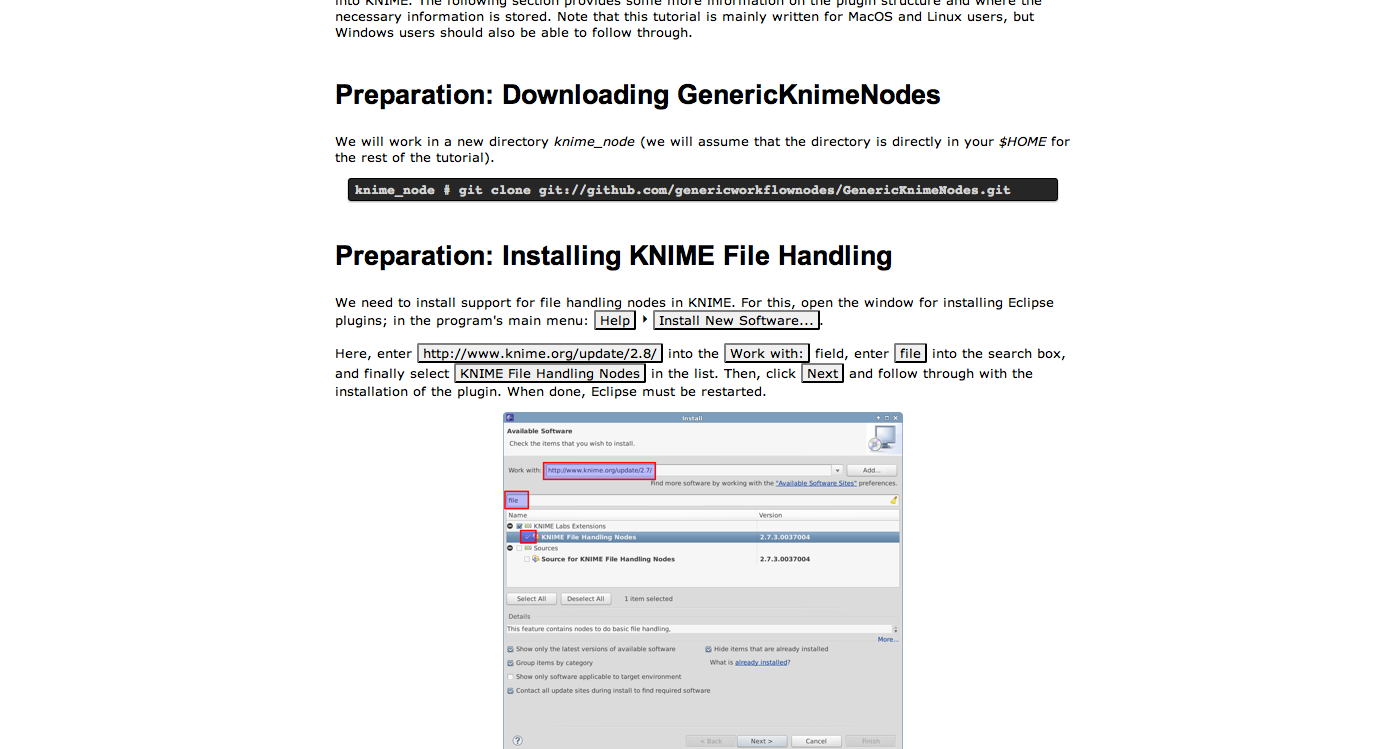 into KNIME. The following section provides some more information on the plugin structure and where the
necessary information is stored. Note that this tutorial is mainly written for MacOS and Linux users, but
Windows users should also be able to follow through.
Preparation: Downloading GenericKnimeNodes
We will work in a new directory knime_node (we will assume that the directory is directly in your $HOME for
the rest of the tutorial).
knime_node # git clone git://github.com/genericworkflownodes/GenericKnimeNodes.git
Preparation: Installing KNIME File Handling
We need to install support for file handling nodes in KNIME. For this, open the window for installing Eclipse
plugins; in the program's main menu: Help ‣ Install New Software... .
Here, enter http://www.knime.org/update/2.8/ into the Work with: field, enter file into the search box,
and finally select KNIME File Handling Nodes in the list. Then, click Next and follow through with the
installation of the plugin. When done, Eclipse must be restarted.
Install
Available Software
Check the items that you wish to install.
Work with: http://www.knime.org/update/2.7/ Add...
Find more software by working with the "Available Software Sites" preferences.
file
Name Version
KNIME Labs Extensions
KNIME File Handling Nodes 2.7.3.0037004
Sources
Source for KNIME File Handling Nodes 2.7.3.0037004
Select All Deselect All 1 item selected
Details
This feature contains nodes to do basic file handling.
More...
Show only the latest versions of available software Hide items that are already installed
Group items by category What is already installed?
Show only software applicable to target environment
Contact all update sites during install to find required software
? < Back Next > Cancel Finish